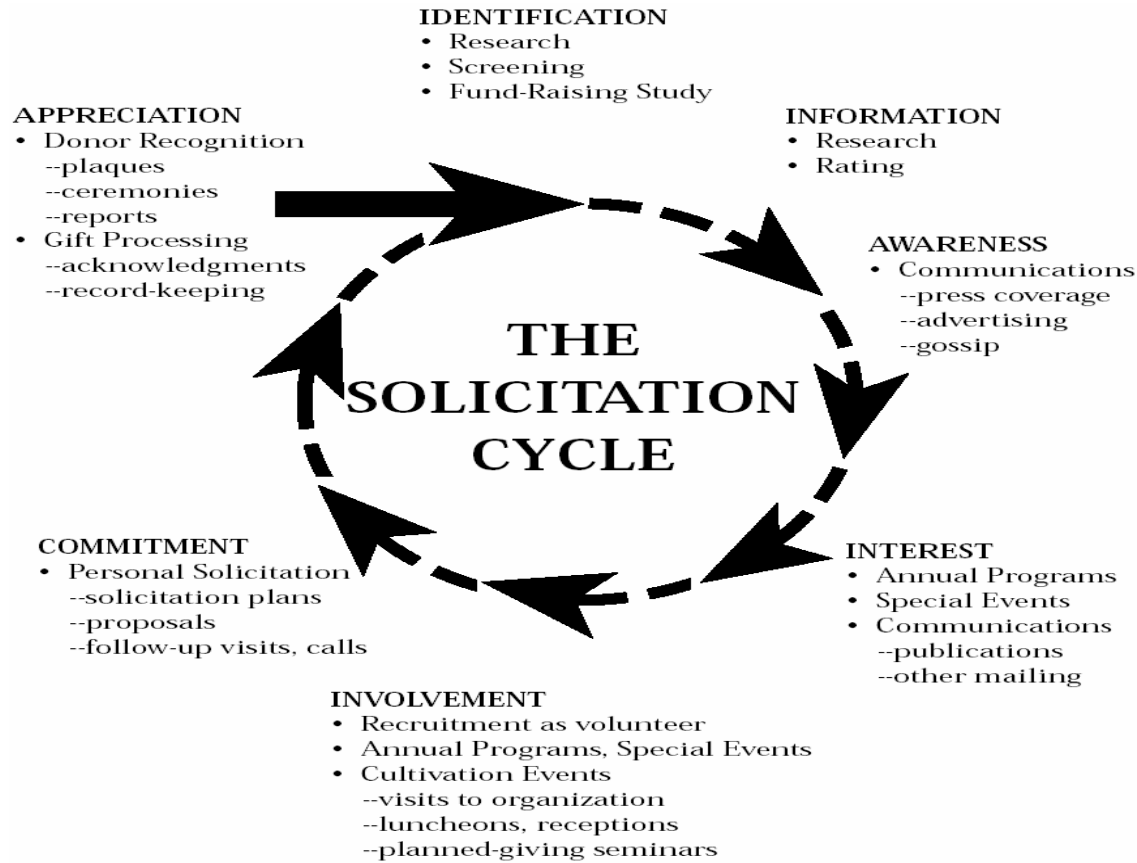 IDENTIFICATION
• Research
• Screening
• Fund-Raising Study
INFORMATION
• Research
• Rating
AWARENESS
• Communications
--press coverage
--advertising
--gossip
INTEREST
• Annual Programs
• Special Events
• Communications
--publications
--other mailing
INVOLVEMENT
• Recruitment as volunteer
• Annual Programs, Special Events
• Cultivation Events
--visits to organization
--luncheons, receptions
--planned-giving seminars
COMMITMENT
• Personal Solicitation
--solicitation plans
--proposals
--follow-up visits, calls
APPRECIATION
• Donor Recognition
--plaques
--ceremonies
--reports
• Gift Processing
--acknowledgments
--record-keeping
THE
SOLICITATION
CYCLE